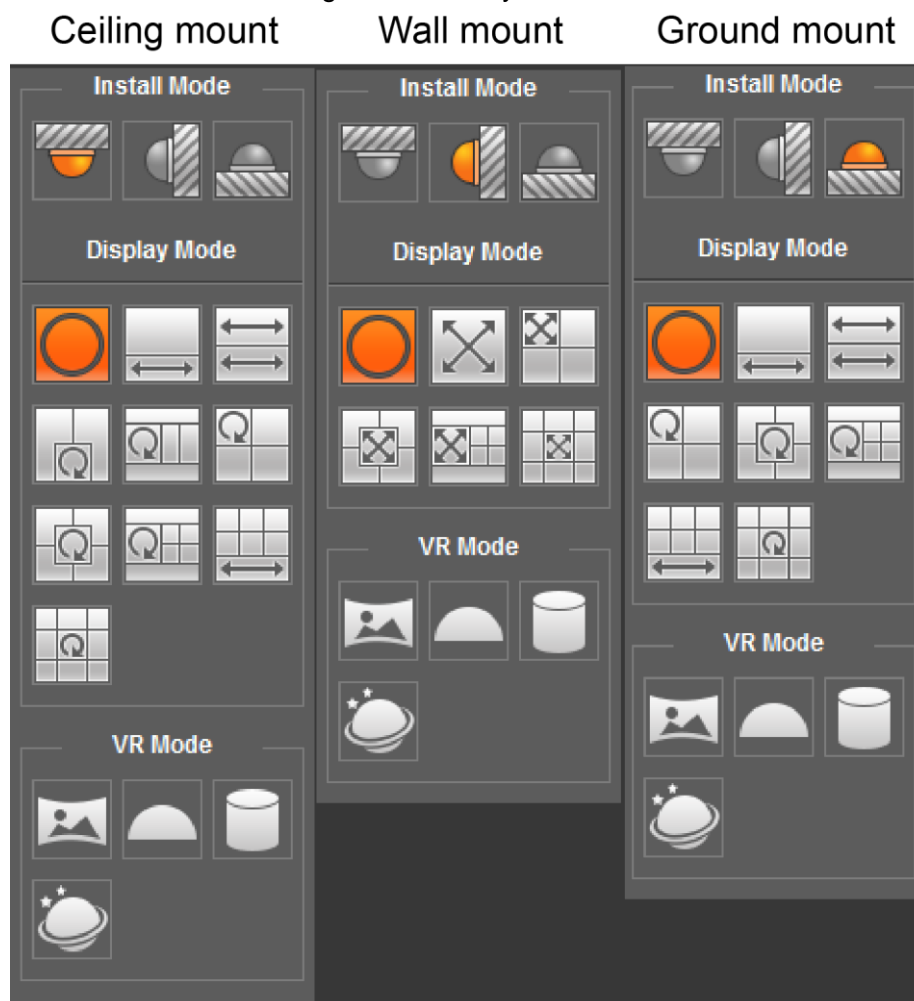 Ceiling mount
Wall mount
Ground mount
Install Mode
Install Mode
Install Mode
Display Mode
Display Mode
Display Mode
VR Mode
VR Mode
VR Mode